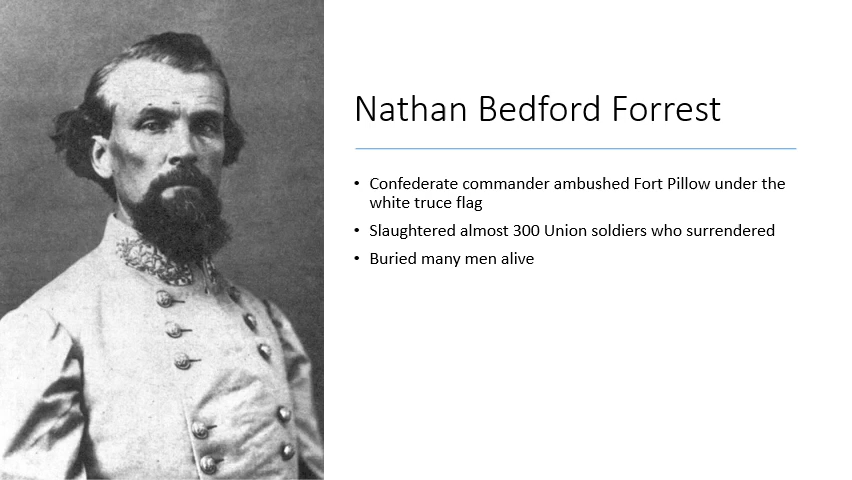 Nathan Bedford Forrest
• Confederate commander ambushed Fort Pillow under the
white truce flag
• Slaughtered almost 300 Union soldiers who surrendered
• Buried many men alive